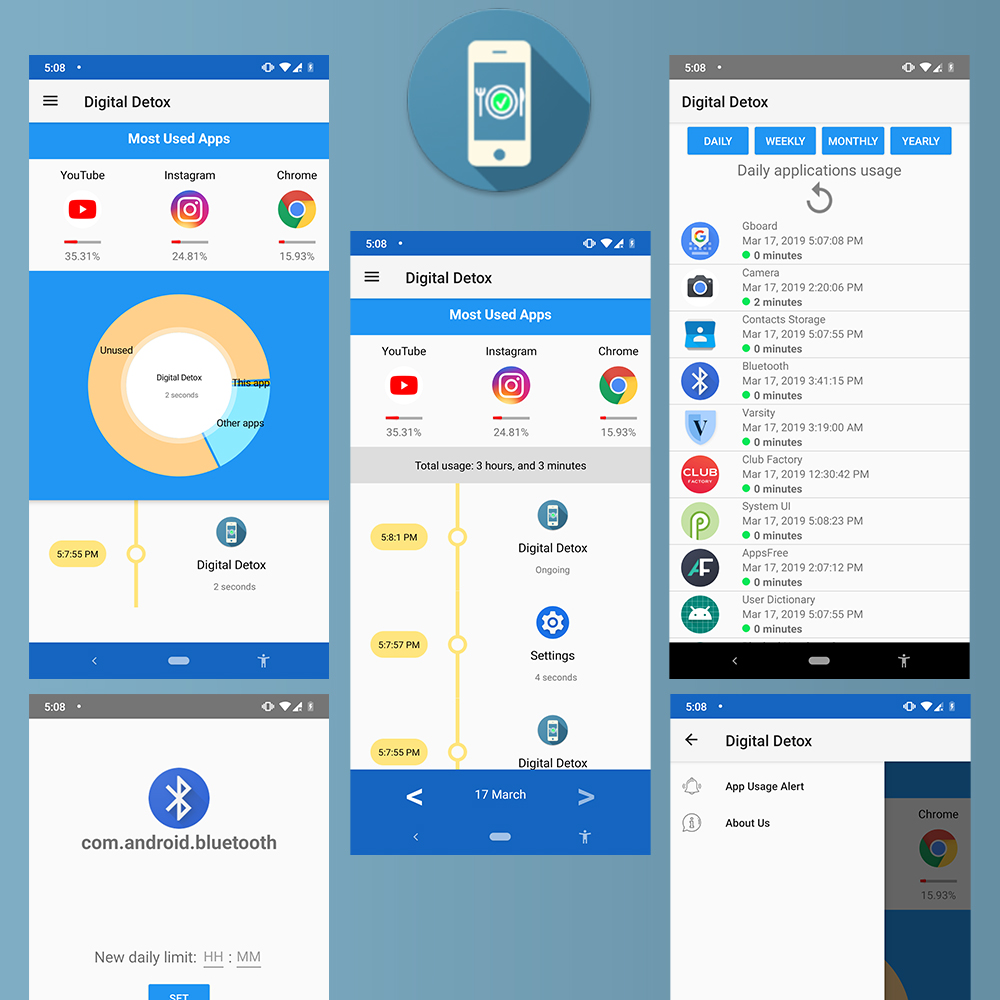 5:08
Digital Detox
Most Used Apps
YouTube Instagram Chrome
35.31% 24.81% 15.93%
Unused
Digital Detox
2 seconds
This app
Other apps
5:7:55 PM
Digital Detox
2 seconds
5:08
com.android.bluetooth
New daily limit: HH : MM
SET
5:08
Digital Detox
Most Used Apps
YouTube Instagram Chrome
35.31% 24.81% 15.93%
Total usage: 3 hours, and 3 minutes
5:8:1 PM
Digital Detox
Ongoing
5:7:57 PM
Settings
4 seconds
5:7:55 PM
Digital Detox
< 17 March >
5:08
Digital Detox
DAILY WEEKLY MONTHLY YEARLY
Daily applications usage
Gboard
Mar 17, 2019 5:07:08 PM
0 minutes
Camera
Mar 17, 2019 2:20:06 PM
2 minutes
Contacts Storage
Mar 17, 2019 5:07:55 PM
0 minutes
Bluetooth
Mar 17, 2019 3:41:15 PM
0 minutes
V
Varsity
Mar 17, 2019 3:19:00 AM
0 minutes
CLUB
FACTORY
Club Factory
Mar 17, 2019 12:30:42 PM
0 minutes
System UI
Mar 17, 2019 5:08:23 PM
0 minutes
AF
AppsFree
Mar 17, 2019 2:07:12 PM
0 minutes
User Dictionary
Mar 17, 2019 5:07:55 PM
0 minutes
5:08
Digital Detox
App Usage Alert
About Us
Chrome
15.93%